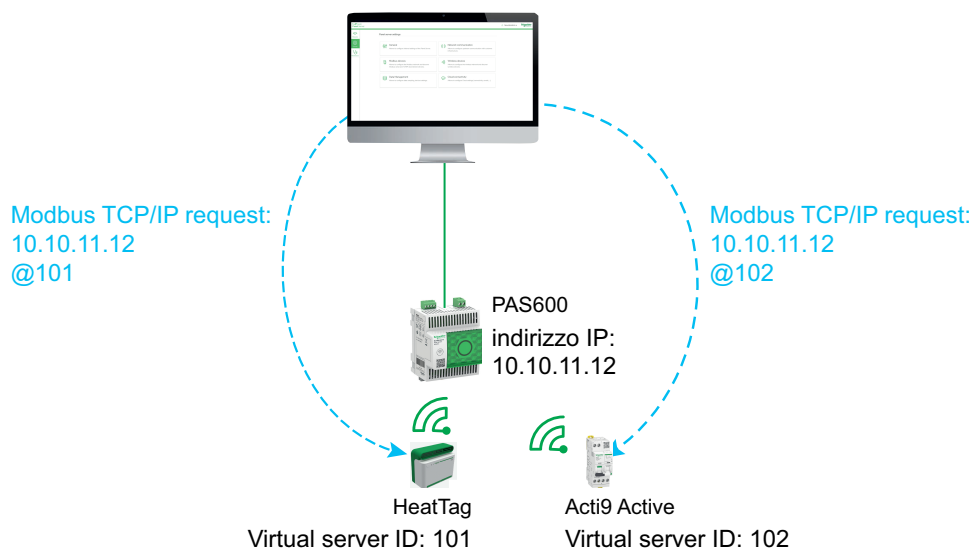 Modbus TCP/IP request:
10.10.11.12
@101
Modbus TCP/IP request:
10.10.11.12
@102
PAS600
indirizzo IP:
10.10.11.12
HeatTag
Virtual server ID: 101
Acti9 Active
Virtual server ID: 102